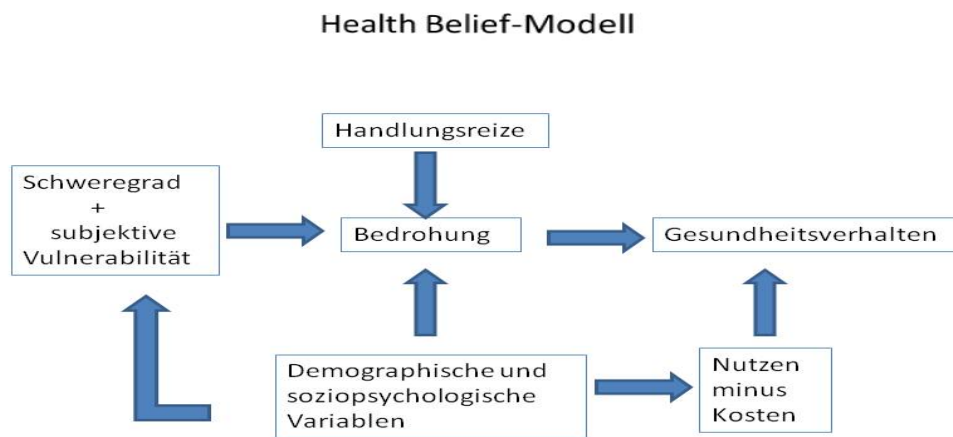 Health Belief-Modell
Handlungsreize
Schweregrad
+
subjektive
Vulnerabilität
Bedrohung
Gesundheitsverhalten
Demographische und
soziopsychologische
Variablen
Nutzen
minus
Kosten